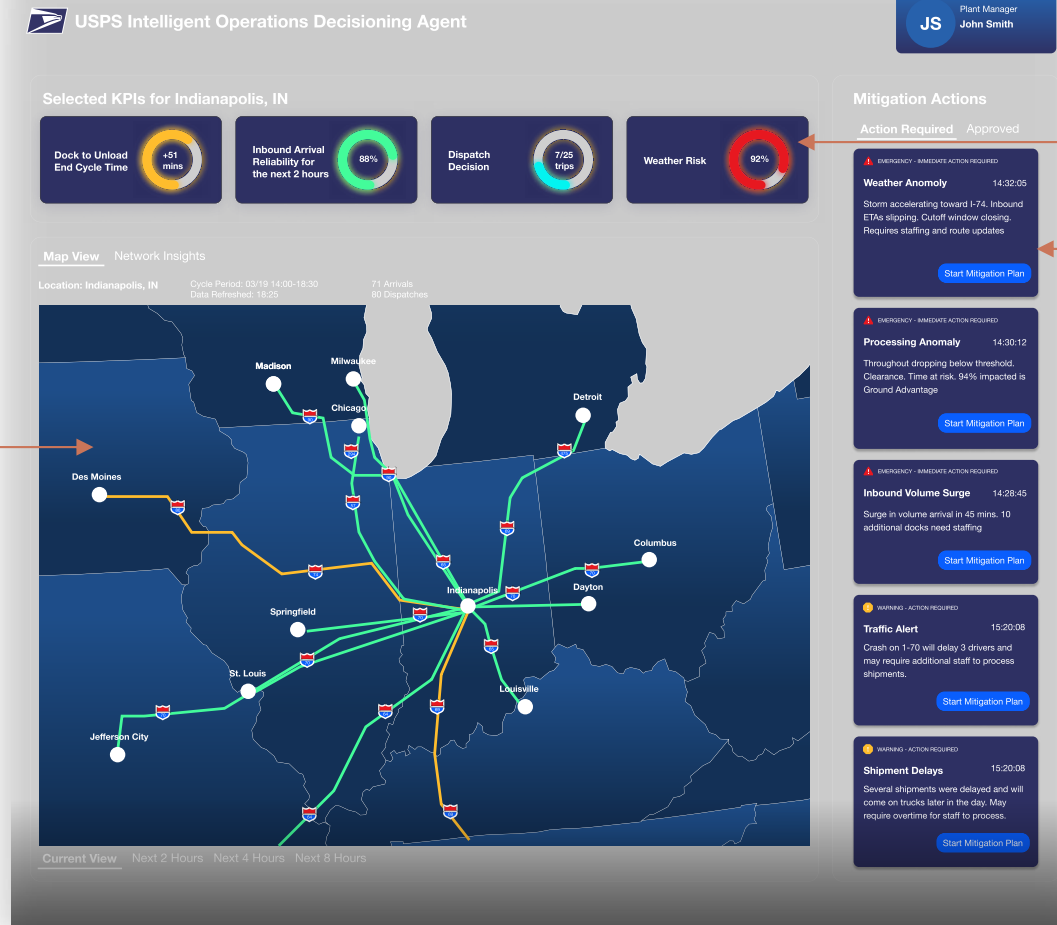 USPS Intelligent Operations Decisioning Agent
JS
Plant Manager
John Smith
Selected KPIs for Indianapolis, IN
Dock to Unload
End Cycle Time
+51
mins
Inbound Arrival
Reliability for
the next 2 hours
88%
Dispatch
Decision
7/25
trips
Weather Risk
92%
Map View
Network Insights
Location: Indianapolis, IN
Cycle Period: 03/19 14:00-18:30
Data Refreshed: 18:25
71 Arrivals
80 Dispatches
Madison
Milwaukee
Chicago
Detroit
Des Moines
Columbus
Indianapolis
Dayton
Springfield
St. Louis
Louisville
Jefferson City
Current View
Next 2 Hours
Next 4 Hours
Next 8 Hours
Mitigation Actions
Action Required
Approved
EMERGENCY - IMMEDIATE ACTION REQUIRED
Weather Anomoly
14:32:05
Storm accelerating toward I-74. Inbound
ETAs slipping. Cutoff window closing.
Requires staffing and route updates
Start Mitigation Plan
EMERGENCY - IMMEDIATE ACTION REQUIRED
Processing Anomaly
14:30:12
Throughout dropping below threshold.
Clearance. Time at risk. 94% impacted is
Ground Advantage
Start Mitigation Plan
EMERGENCY - IMMEDIATE ACTION REQUIRED
Inbound Volume Surge
14:28:45
Surge in volume arrival in 45 mins. 10
additional docks need staffing
Start Mitigation Plan
WARNING - ACTION REQUIRED
Traffic Alert
15:20:08
Crash on 1-70 will delay 3 drivers and
may require additional staff to process
shipments.
Start Mitigation Plan
WARNING - ACTION REQUIRED
Shipment Delays
15:20:08
Several shipments were delayed and will
come on trucks later in the day. May
require overtime for staff to process.
Start Mitigation Plan